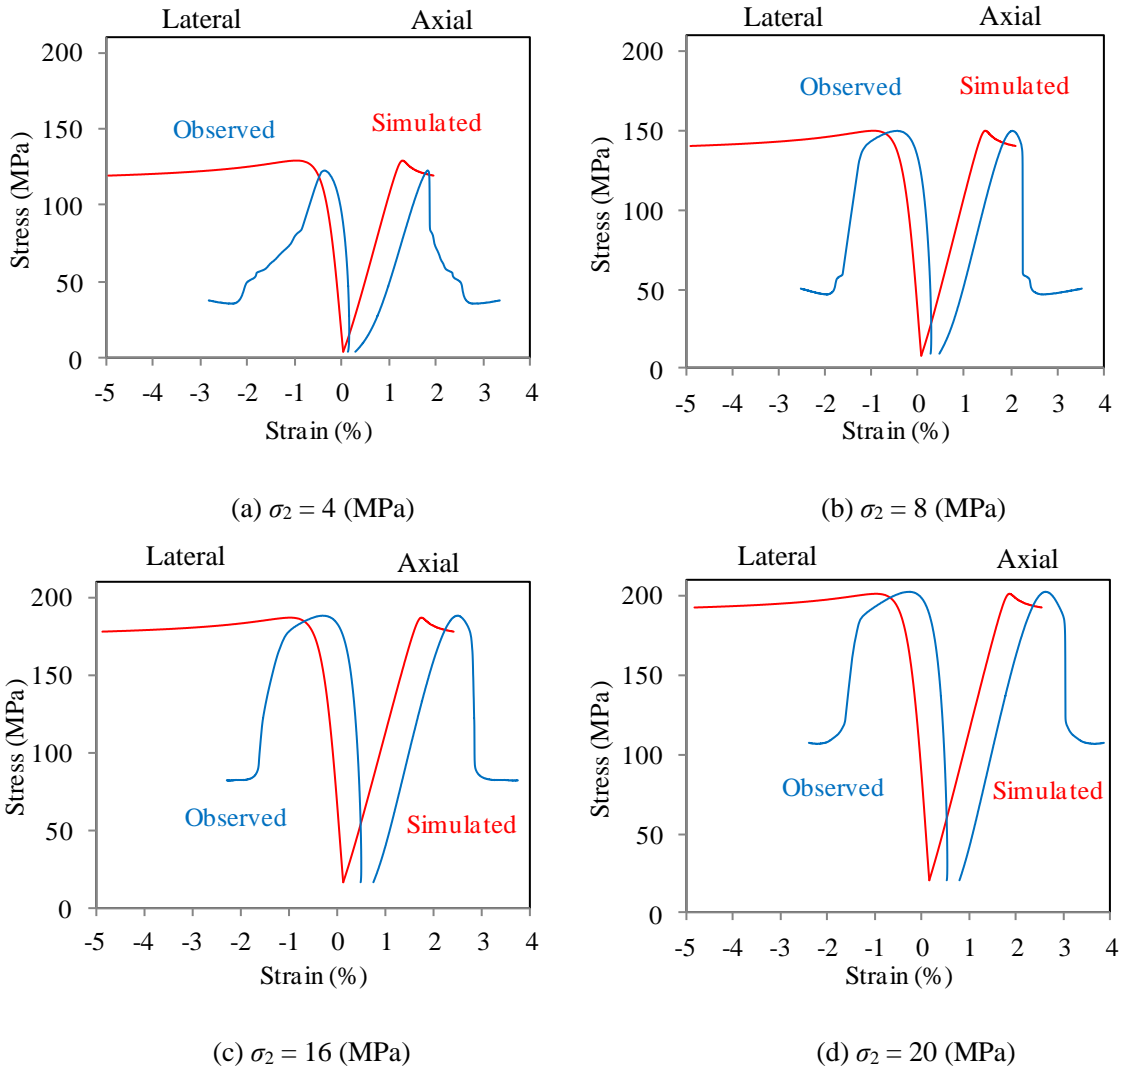 Lateral Axial
200
150
100
50
0
Stress (MPa)
Observed
Simulated
-5 -4 -3 -2 -1 0 1 2 3 4
Strain (%)
(a) σ2 = 4 (MPa)
Lateral Axial
200
150
100
50
0
Stress (MPa)
Observed
Simulated
-5 -4 -3 -2 -1 0 1 2 3 4
Strain (%)
(b) σ2 = 8 (MPa)
Lateral Axial
200
150
100
50
0
Stress (MPa)
Observed
Simulated
-5 -4 -3 -2 -1 0 1 2 3 4
Strain (%)
(c) σ2 = 16 (MPa)
Lateral Axial
200
150
100
50
0
Stress (MPa)
Observed
Simulated
-5 -4 -3 -2 -1 0 1 2 3 4
Strain (%)
(d) σ2 = 20 (MPa)